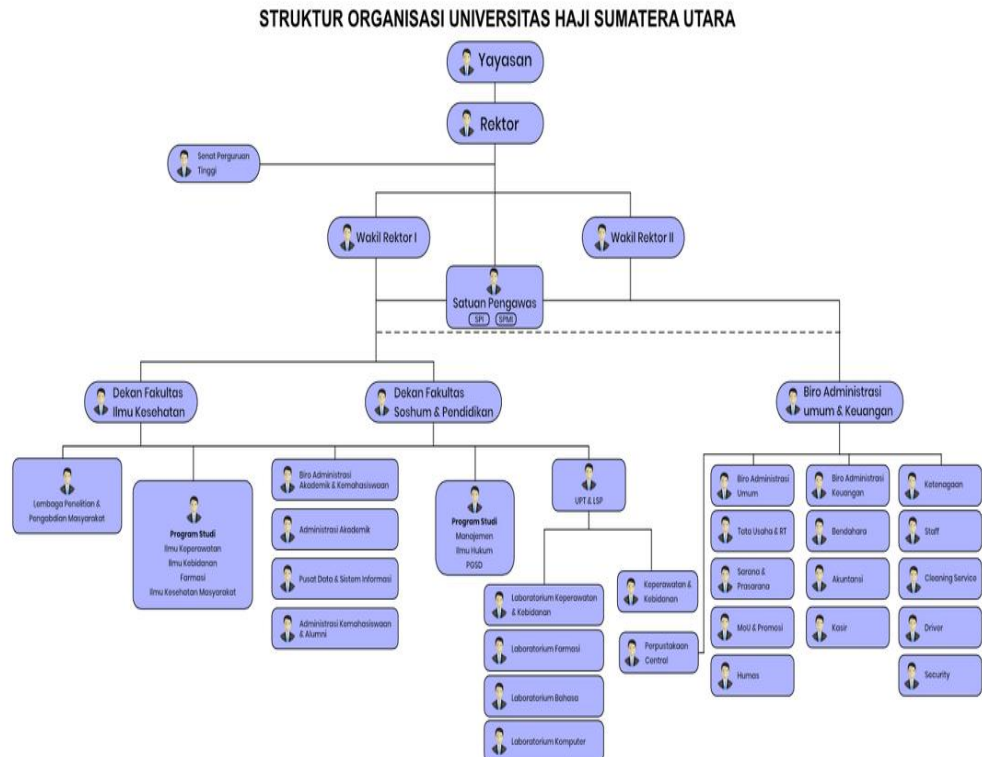 STRUKTUR ORGANISASI UNIVERSITAS HAJI SUMATERA UTARA
Yayasan
Rektor
Senat Perguruan
Tinggi
Wakil Rektor I
Wakil Rektor II
Satuan Pengawas
SPI
SPMI
Dekan Fakultas
Ilmu Kesehatan
Dekan Fakultas
Soshum & Pendidikan
Biro Administrasi
umum & Keuangan
Lembaga Penelitian &
Pengabdian Masyarakat
Program Studi
Ilmu Keperawatan
Ilmu Kebidanan
Farmasi
Ilmu Kesehatan Masyarakat
Biro Administrasi
Akademik & Kemahasiswaan
Administrasi Akademik
Pusat Data & Sistem Informasi
Administrasi Kemahasiswaan
& Alumni
Program Studi
Manajemen
Ilmu Hukum
PGSD
UPT & LSP
Laboratorium Keperawatan
& Kebidanan
Laboratorium Farmasi
Laboratorium Bahasa
Laboratorium Komputer
Keperawatan &
Kebidanan
Perpustakaan
Central
Biro Administrasi
Umum
Tata Usaha & RT
Sarana &
Prasarana
MoU & Promosi
Humas
Biro Administrasi
Keuangan
Bendahara
Akuntansi
Kasir
Ketenagaan
Staff
Cleaning Service
Driver
Security